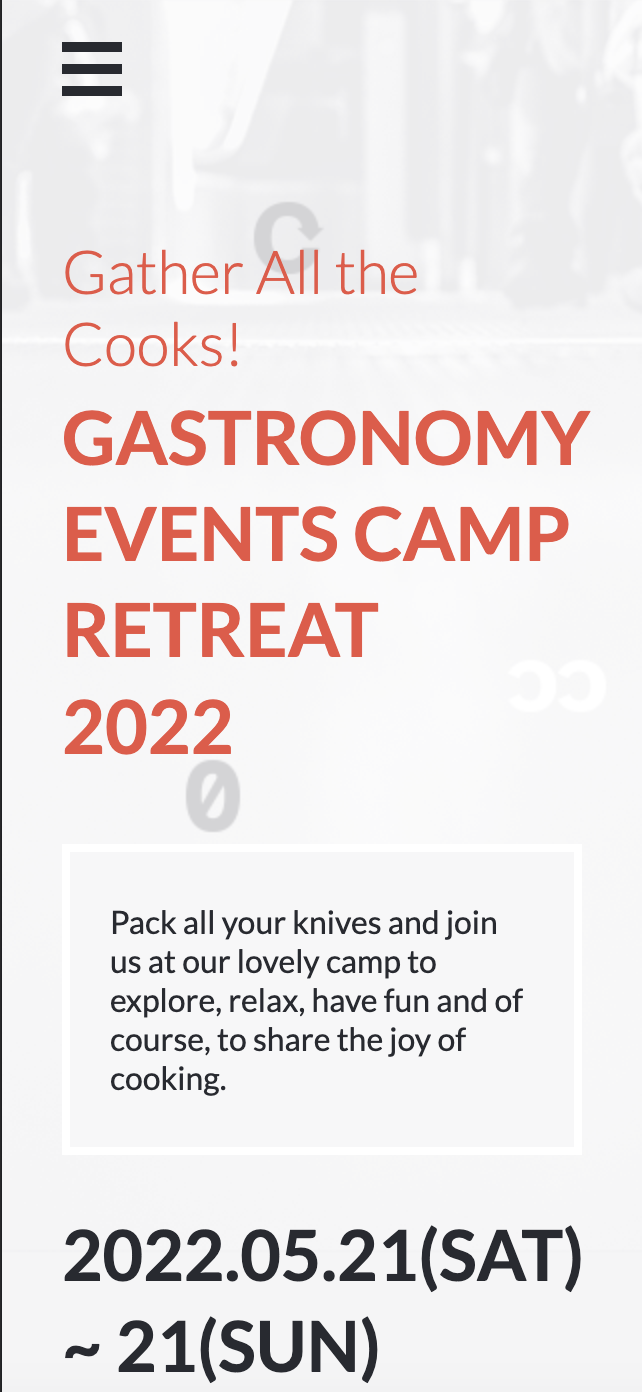 Gather All the
Cooks!
GASTRONOMY
EVENTS CAMP
RETREAT
2022
0
Pack all your knives and join
us at our lovely camp to
explore, relax, have fun and of
course, to share the joy of
cooking.
2022.05.21(SAT)
~ 21(SUN)